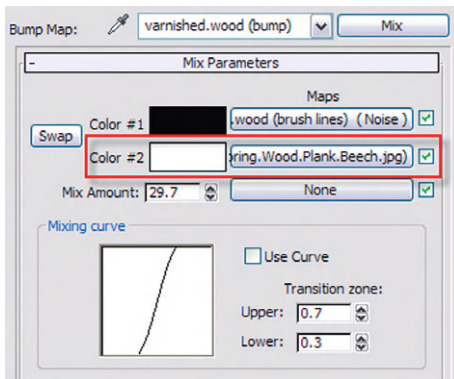 Bump Map: varnished.wood (bump) Mix
- Mix Parameters
Maps
Color #1 .wood (brush lines) ( Noise )
Swap
Color #2 oring.Wood.Plank.Beech.jpg)
Mix Amount: 29.7 None
Mixing curve
Use Curve
Transition zone:
Upper: 0.7
Lower: 0.3